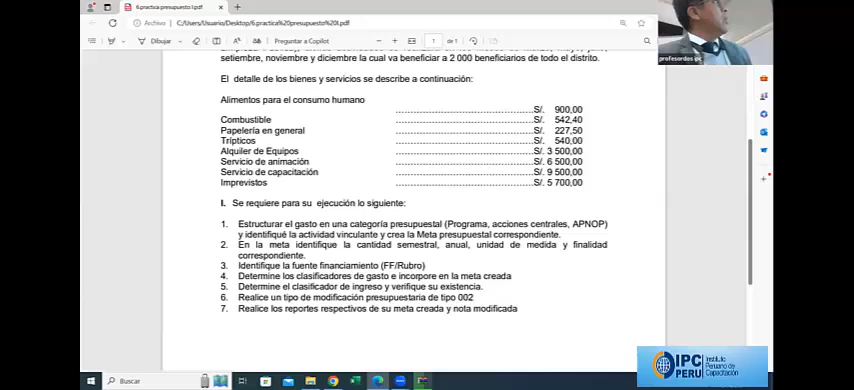 6.practica presupuesto I.pdf
Archivo
C:/Users/Usuario/Desktop/6.practica%20presupuesto%20I.pdf
Dibujar
Preguntar a Copilot
1
de 1
setiembre, noviembre y diciembre la cual va beneficiar a 2 000 beneficiarios de todo el distrito.
El detalle de los bienes y servicios se describe a continuación:
Alimentos para el consumo humano
......................................................S/. 900,00
Combustible ......................................................S/. 542,40
Papelería en general ......................................................S/. 227,50
Trípticos ......................................................S/. 540,00
Alquiler de Equipos ......................................................S/. 3 500,00
Servicio de animación ......................................................S/. 6 500,00
Servicio de capacitación ......................................................S/. 9 500,00
Imprevistos ......................................................S/. 5 700,00
I. Se requiere para su ejecución lo siguiente:
1. Estructurar el gasto en una categoría presupuestal (Programa, acciones centrales, APNOP)
y identifiqué la actividad vinculante y crea la Meta presupuestal correspondiente.
2. En la meta identifique la cantidad semestral, anual, unidad de medida y finalidad
correspondiente.
3. Identifique la fuente financiamiento (FF/Rubro)
4. Determine los clasificadores de gasto e incorpore en la meta creada
5. Determine el clasificador de ingreso y verifique su existencia.
6. Realice un tipo de modificación presupuestaria de tipo 002
7. Realice los reportes respectivos de su meta creada y nota modificada
profesordos ipc
Buscar
IPC
PERU
Instituto
Peruano de
Capacitación